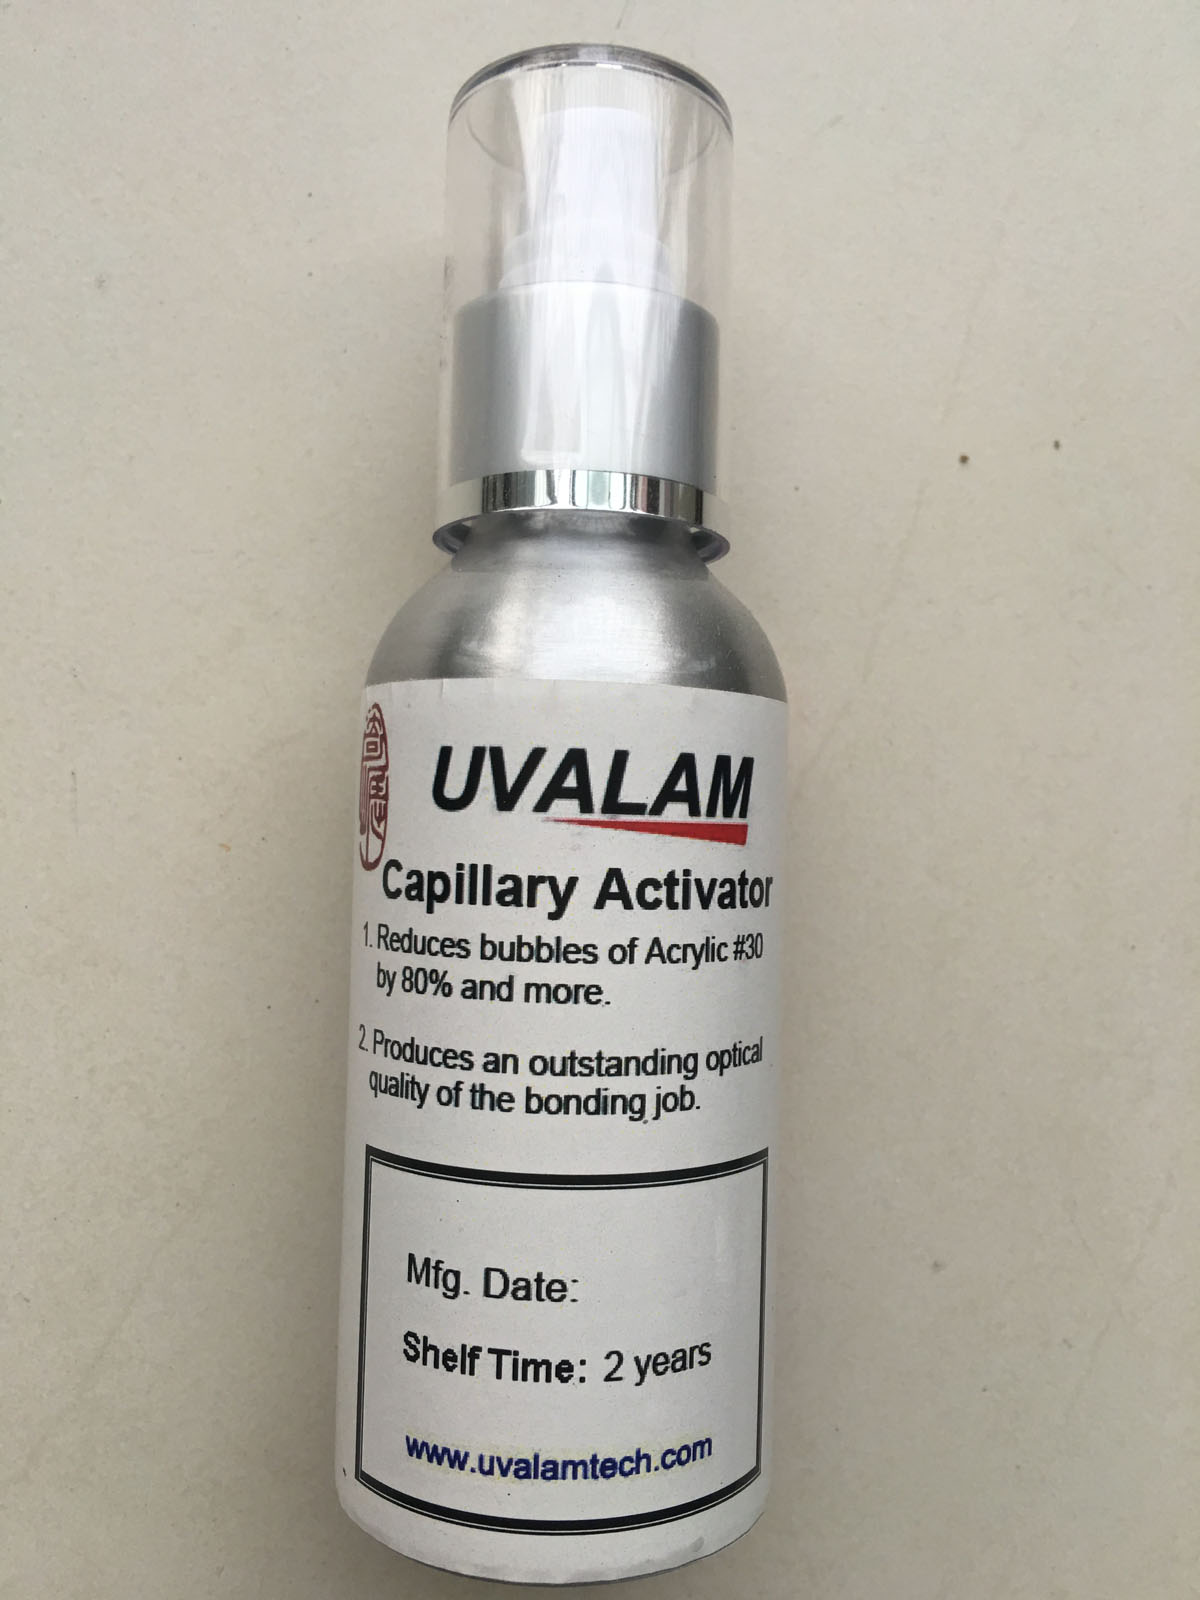 UVALAM
Capillary Activator
1. Reduces bubbles of Acrylic #30
by 80% and more.
2. Produces an outstanding optical
quality of the bonding job.
Mfg. Date:
Shelf Time: 2 years
www.uvalamtech.com